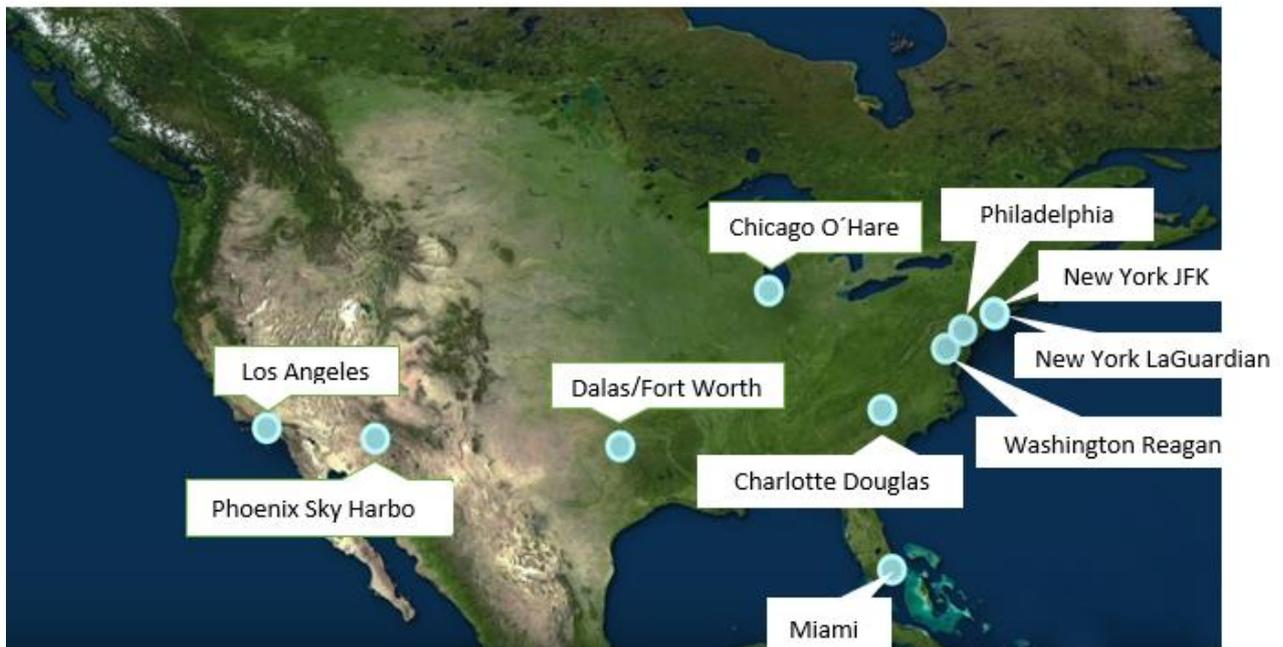 Chicago O´Hare
Philadelphia
New York JFK
New York LaGuardian
Los Angeles
Dalas/Fort Worth
Washington Reagan
Charlotte Douglas
Phoenix Sky Harbo
Miami